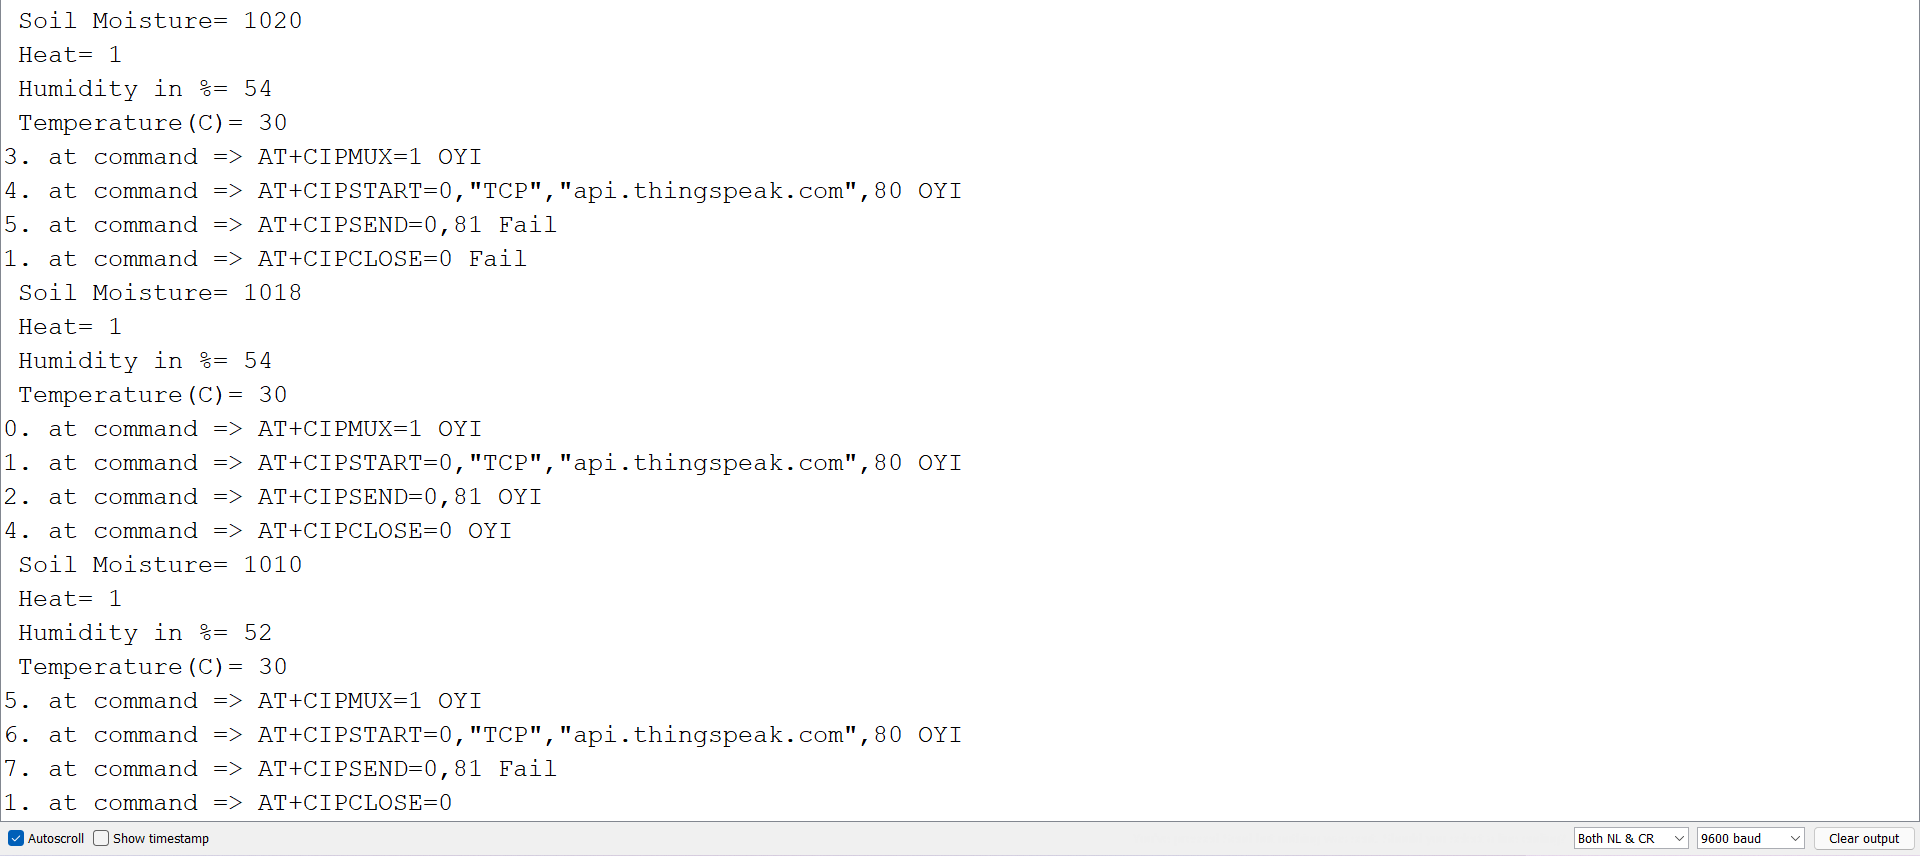 Soil Moisture= 1020
Heat= 1
Humidity in %= 54
Temperature(C)= 30
3. at command => AT+CIPMUX=1 OYI
4. at command => AT+CIPSTART=0,"TCP","api.thingspeak.com",80 OYI
5. at command => AT+CIPSEND=0,81 Fail
1. at command => AT+CIPCLOSE=0 Fail
Soil Moisture= 1018
Heat= 1
Humidity in %= 54
Temperature(C)= 30
0. at command => AT+CIPMUX=1 OYI
1. at command => AT+CIPSTART=0,"TCP","api.thingspeak.com",80 OYI
2. at command => AT+CIPSEND=0,81 OYI
4. at command => AT+CIPCLOSE=0 OYI
Soil Moisture= 1010
Heat= 1
Humidity in %= 52
Temperature(C)= 30
5. at command => AT+CIPMUX=1 OYI
6. at command => AT+CIPSTART=0,"TCP","api.thingspeak.com",80 OYI
7. at command => AT+CIPSEND=0,81 Fail
1. at command => AT+CIPCLOSE=0
Autoscroll Show timestamp Both NL & CR 9600 baud Clear output